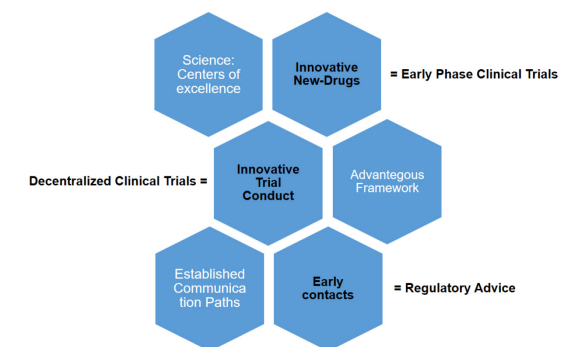 Science:
Centers of
excellence
Innovative
New-Drugs
= Early Phase Clinical Trials
Decentralized Clinical Trials =
Innovative
Trial
Conduct
Advantegous
Framework
Established
Communica
tion Paths
Early
contacts
= Regulatory Advice